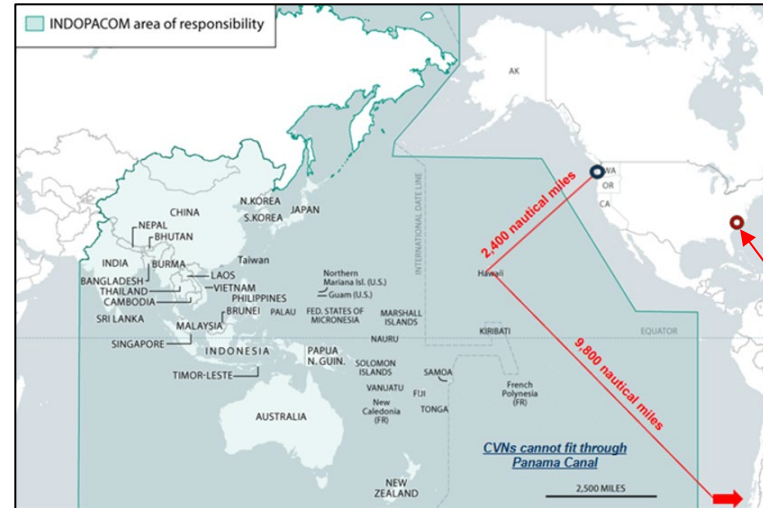 INDOPACOM area of responsibility
AK
WA
OR
CA
2,400 nautical miles
INTERNATIONAL DATE LINE
N.KOREA
S.KOREA
JAPAN
CHINA
NEPAL
BHUTAN
INDIA
BURMA
Taiwan
LAOS
BANGLADESH
THAILAND
VIETNAM
CAMBODIA
PHILIPPINES
BRUNEI
Northern
Mariana Isl. (U.S.)
Guam (U.S.)
Hawaii
PALAU
FED. STATES OF
MICRONESIA
MARSHALL
ISLANDS
SRI LANKA
MALAYSIA
SINGAPORE
NAURU
KIRIBATI
EQUATOR
INDONESIA
PAPUA
N. GUIN.
SOLOMON
ISLANDS
TIMOR-LESTE
SAMOA
VANUATU
FIJI
New
Caledonia
(FR)
TONGA
French
Polynesia
(FR)
9,800 nautical miles
AUSTRALIA
CVNs cannot fit through
Panama Canal
NEW
ZEALAND
2,500 MILES